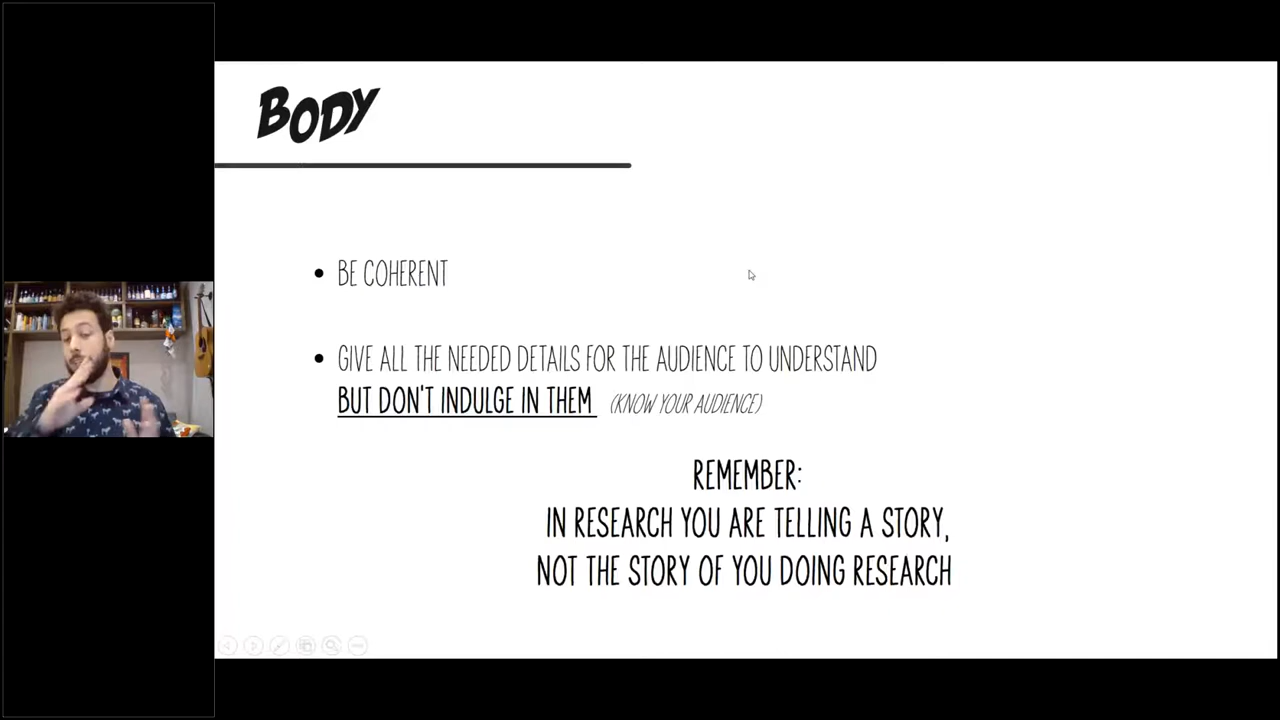 BODY
• BE COHERENT
• GIVE ALL THE NEEDED DETAILS FOR THE AUDIENCE TO UNDERSTAND
BUT DON'T INDULGE IN THEM (KNOW YOUR AUDIENCE)
REMEMBER:
IN RESEARCH YOU ARE TELLING A STORY,
NOT THE STORY OF YOU DOING RESEARCH